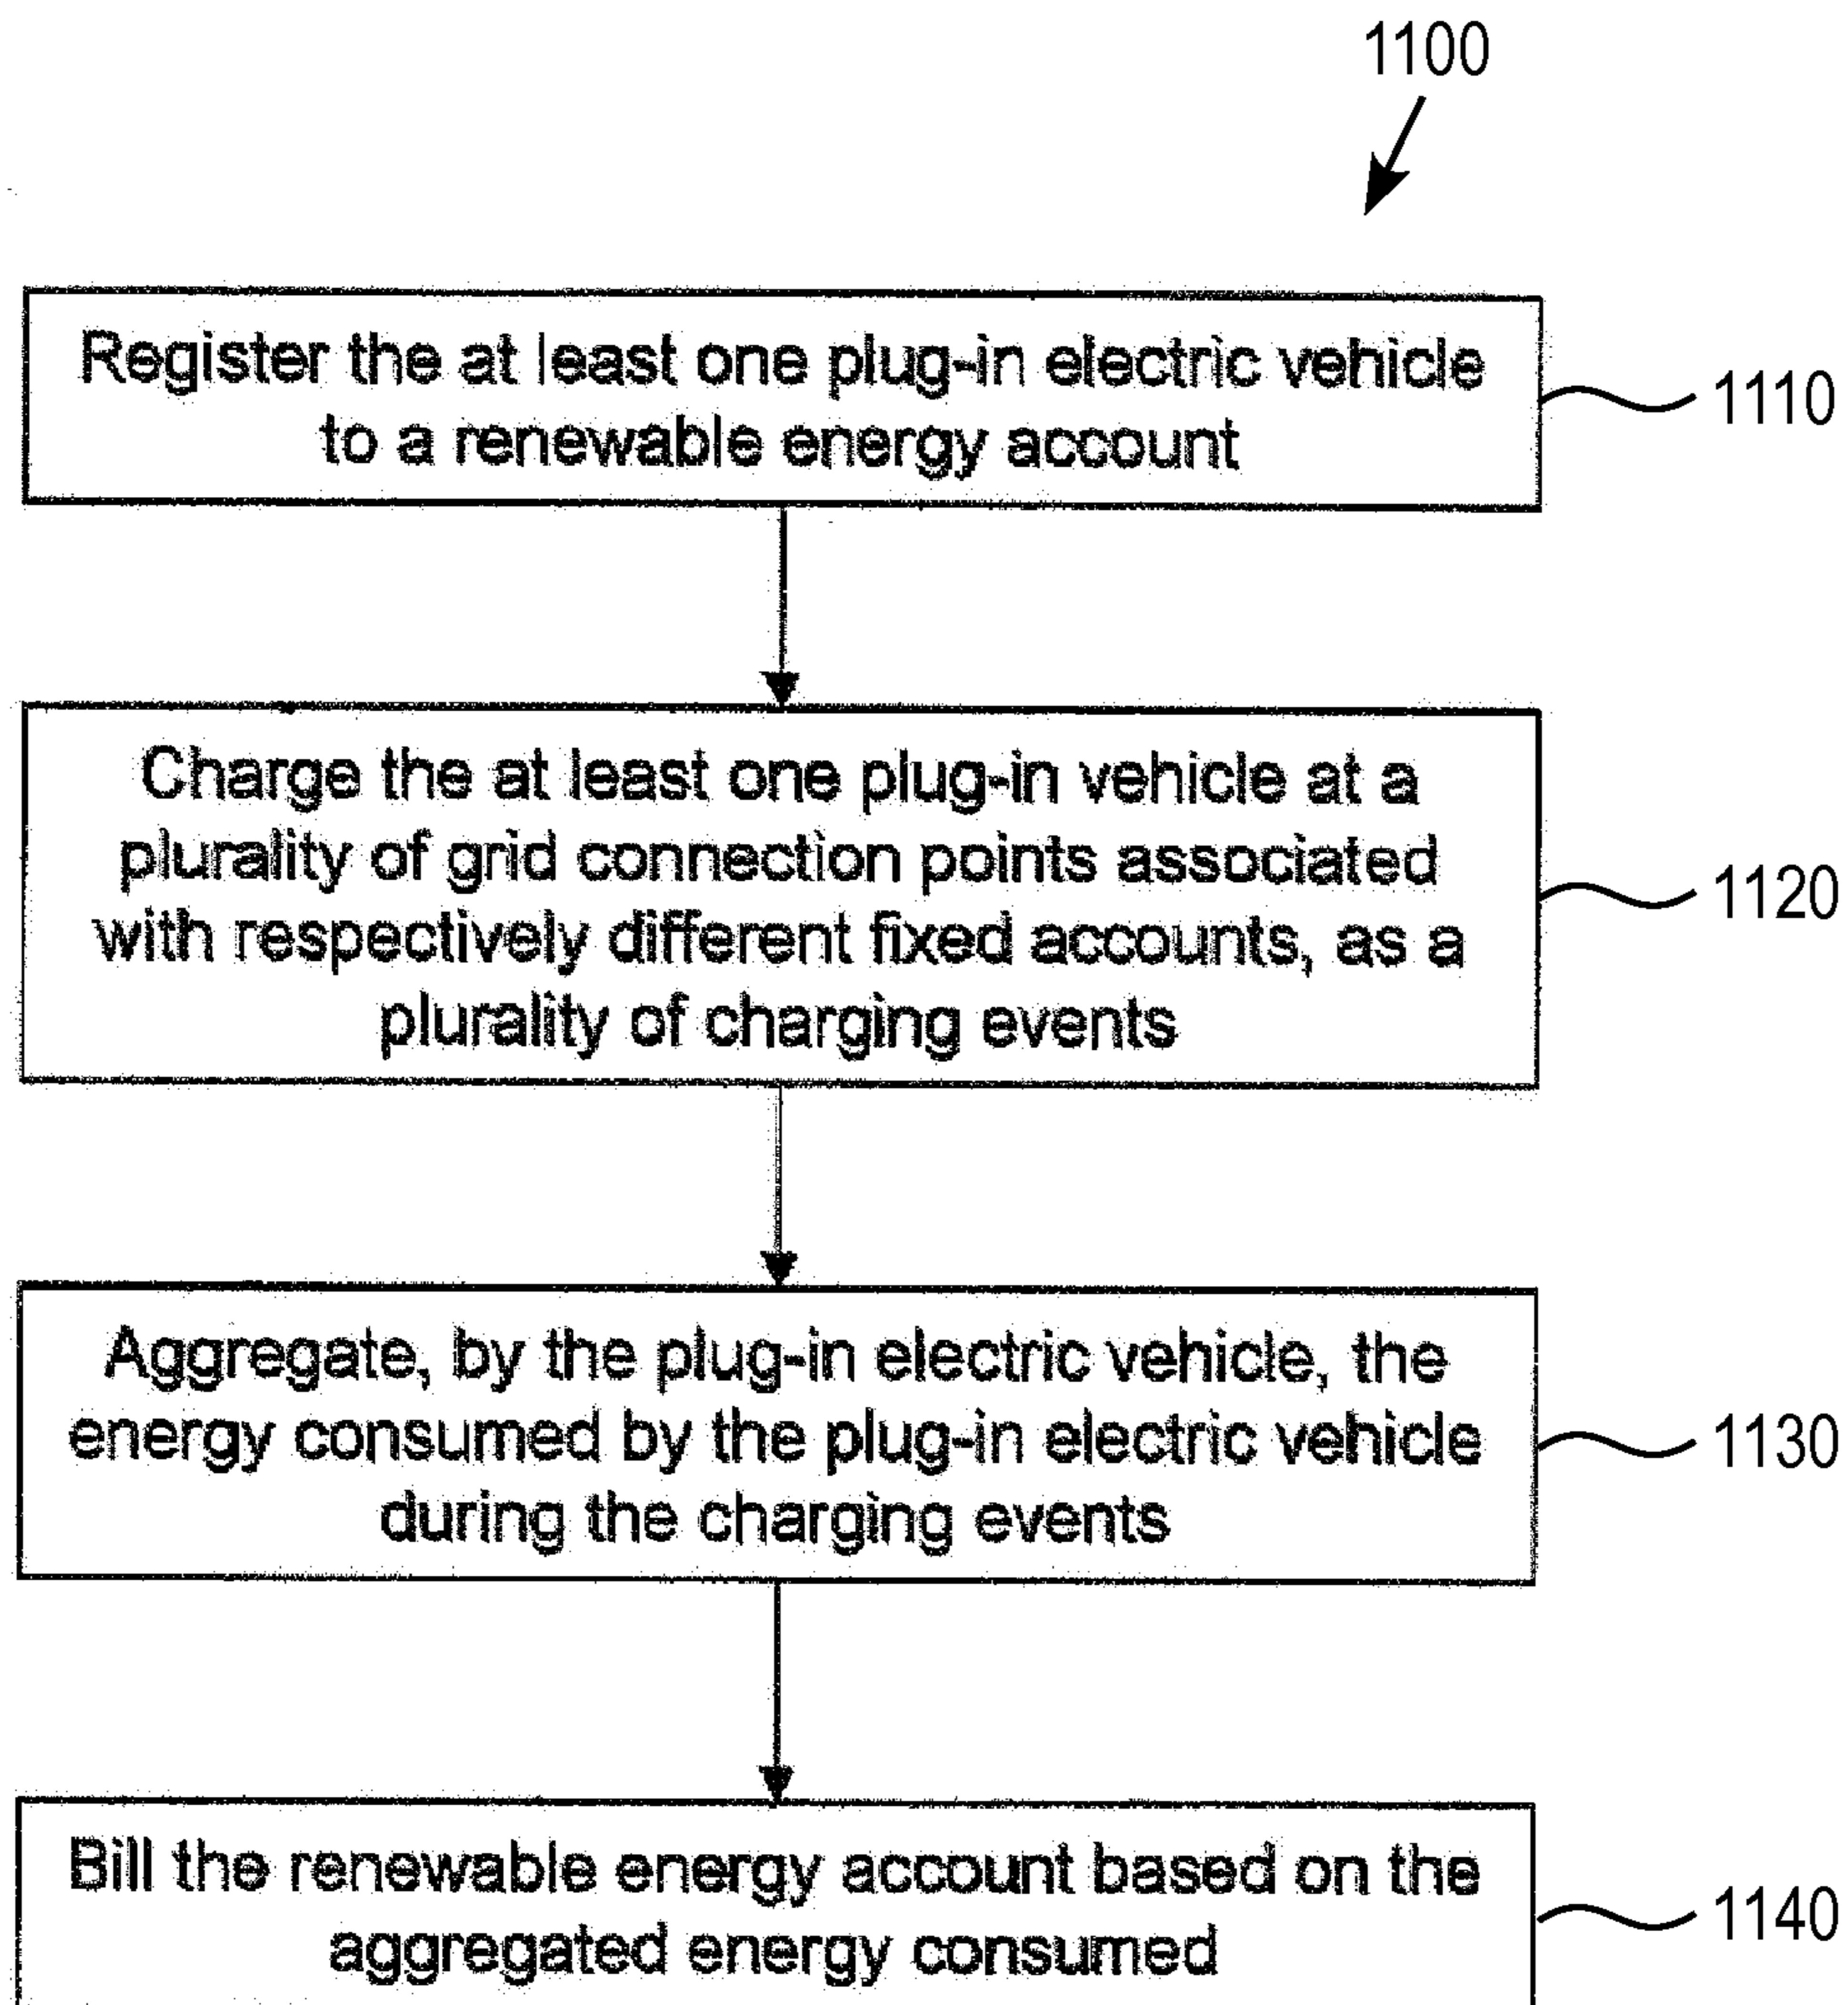 1100
Register the at least one plug-in electric vehicle
to a renewable energy account
1110
Charge the at least one plug-in vehicle at a
plurality of grid connection points associated
with respectively different fixed accounts, as a
plurality of charging events
1120
Aggregate, by the plug-in electric vehicle, the
energy consumed by the plug-in electric vehicle
during the charging events
1130
Bill the renewable energy account based on the
aggregated energy consumed
1140